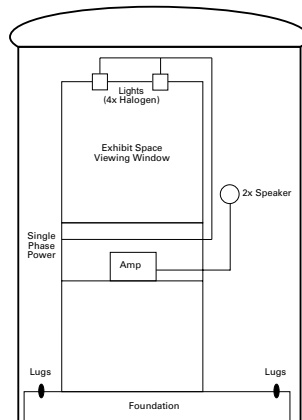 Lights
(4x Halogen)
Exhibit Space
Viewing Window
2x Speaker
Single
Phase
Power
Amp
Lugs
Lugs
Foundation